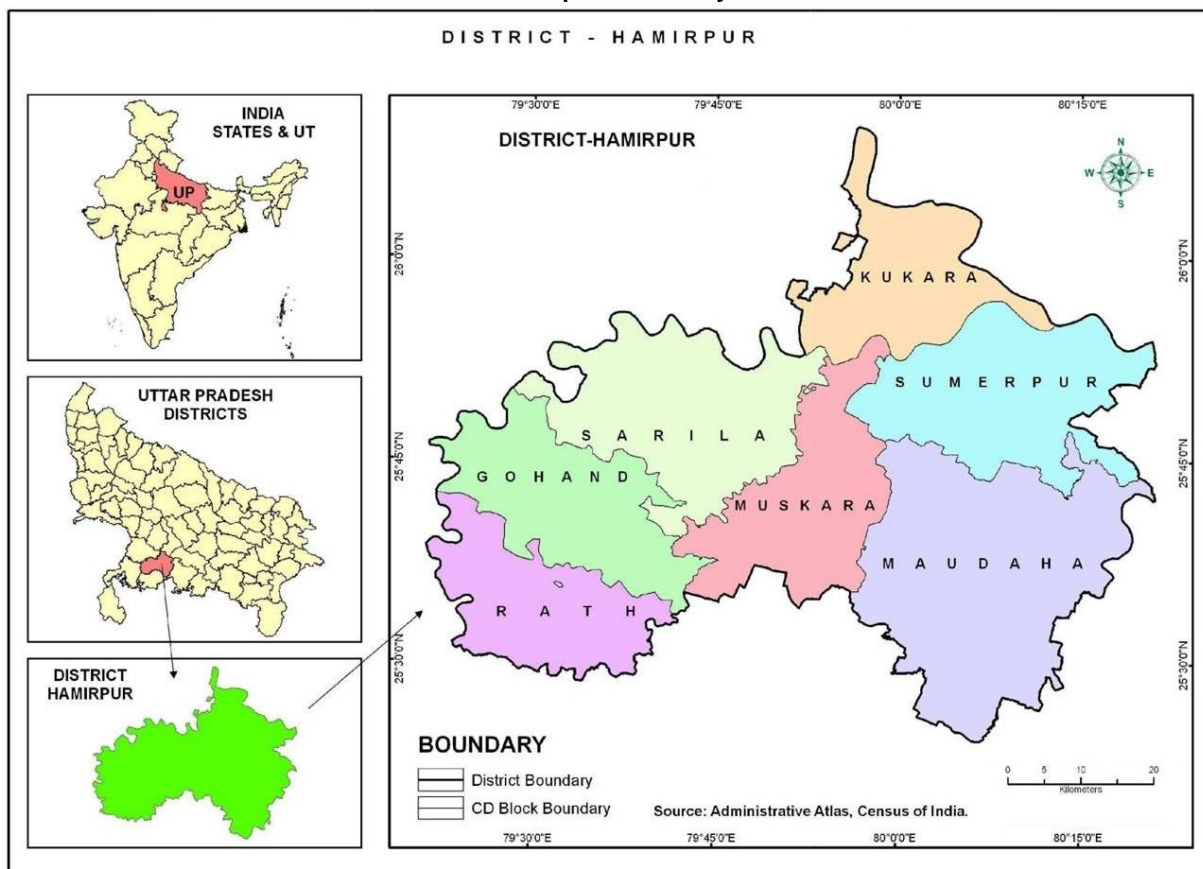 DISTRICT - HAMIRPUR
INDIA
STATES & UT
UP
UTTAR PRADESH
DISTRICTS
DISTRICT
HAMIRPUR
79°30'0"E 79°45'0"E 80°0'0"E 80°15'0"E
DISTRICT-HAMIRPUR
N
W E
S
26°0'0"N 26°0'0"N
KUKARA
SUMERPUR
SARILA
25°45'0"N 25°45'0"N
GOHAND
MUSKARA
MAUDAHA
RATH
25°30'0"N 25°30'0"N
BOUNDARY
District Boundary
CD Block Boundary
Source: Administrative Atlas, Census of India.
0 5 10 20
Kilometers
79°30'0"E 79°45'0"E 80°0'0"E 80°15'0"E